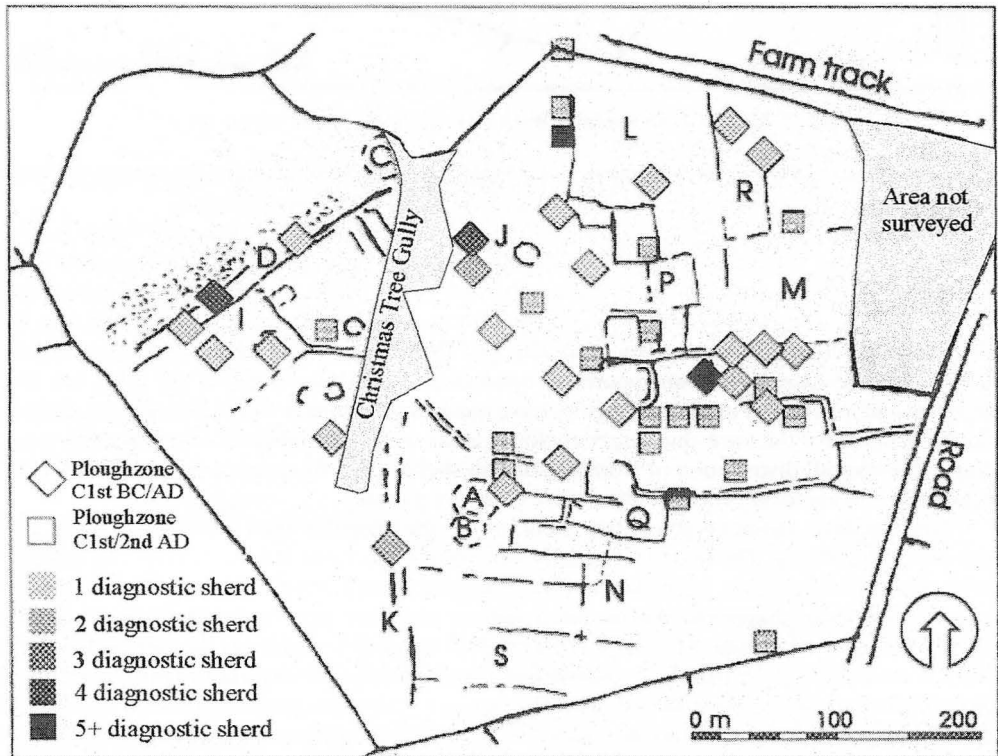 Farm track
L
C
R
Area not
surveyed
J
D
Christmas Tree Gully
P
M
I
Road
Ploughzone
C1st BC/AD
A
B
Q
Ploughzone
C1st/2nd AD
1 diagnostic sherd
2 diagnostic sherd
3 diagnostic sherd
4 diagnostic sherd
5+ diagnostic sherd
N
K
S
0 m 100 200